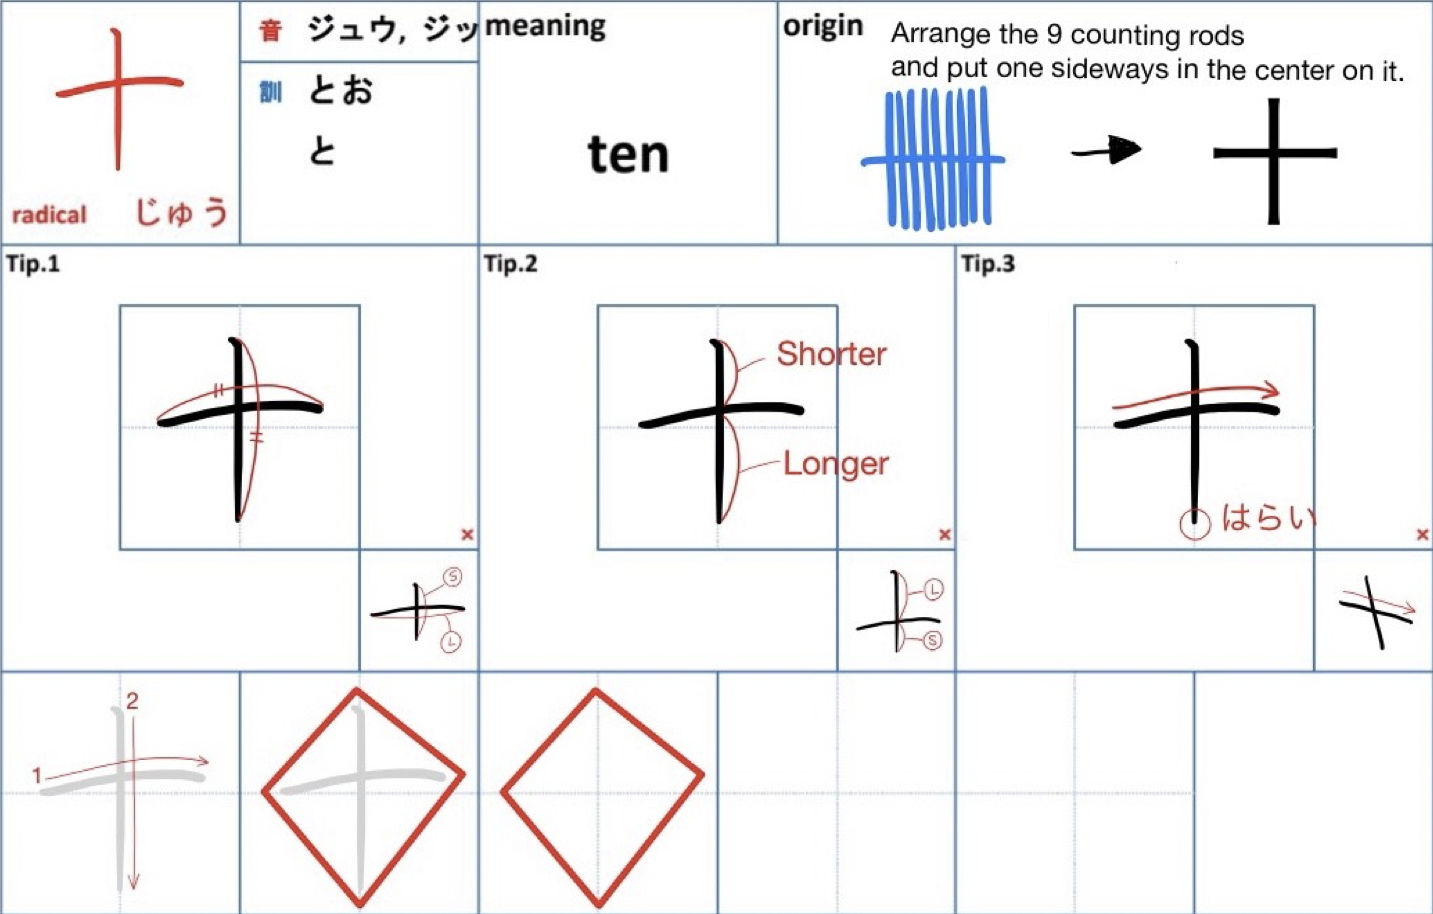 十
radical じゅう
音 ジュウ, ジッ
訓 とお
と
meaning
ten
origin
Arrange the 9 counting rods
and put one sideways in the center on it.
十
Tip.1
十
×
S
L
Tip.2
十
Shorter
Longer
×
L
S
Tip.3
十
はらい
×
1
2
十
十